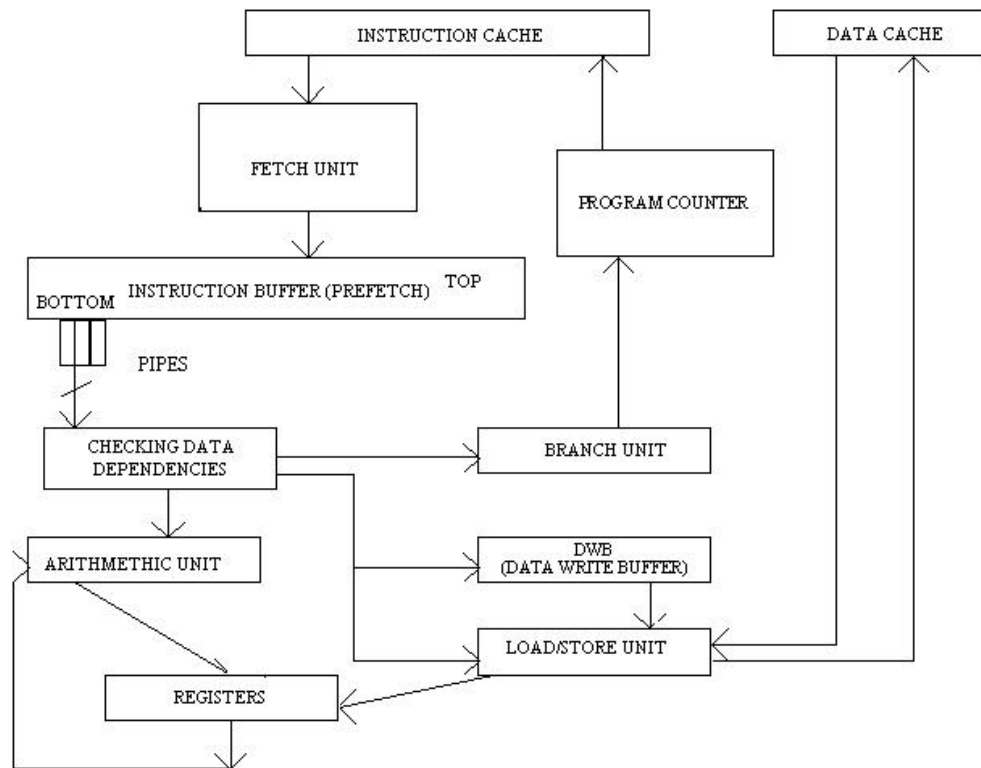 INSTRUCTION CACHE
DATA CACHE
FETCH UNIT
PROGRAM COUNTER
TOP
INSTRUCTION BUFFER (PREFETCH)
BOTTOM
PIPES
CHECKING DATA
DEPENDENCIES
BRANCH UNIT
ARITHMETHIC UNIT
DWB
(DATA WRITE BUFFER)
LOAD/STORE UNIT
REGISTERS